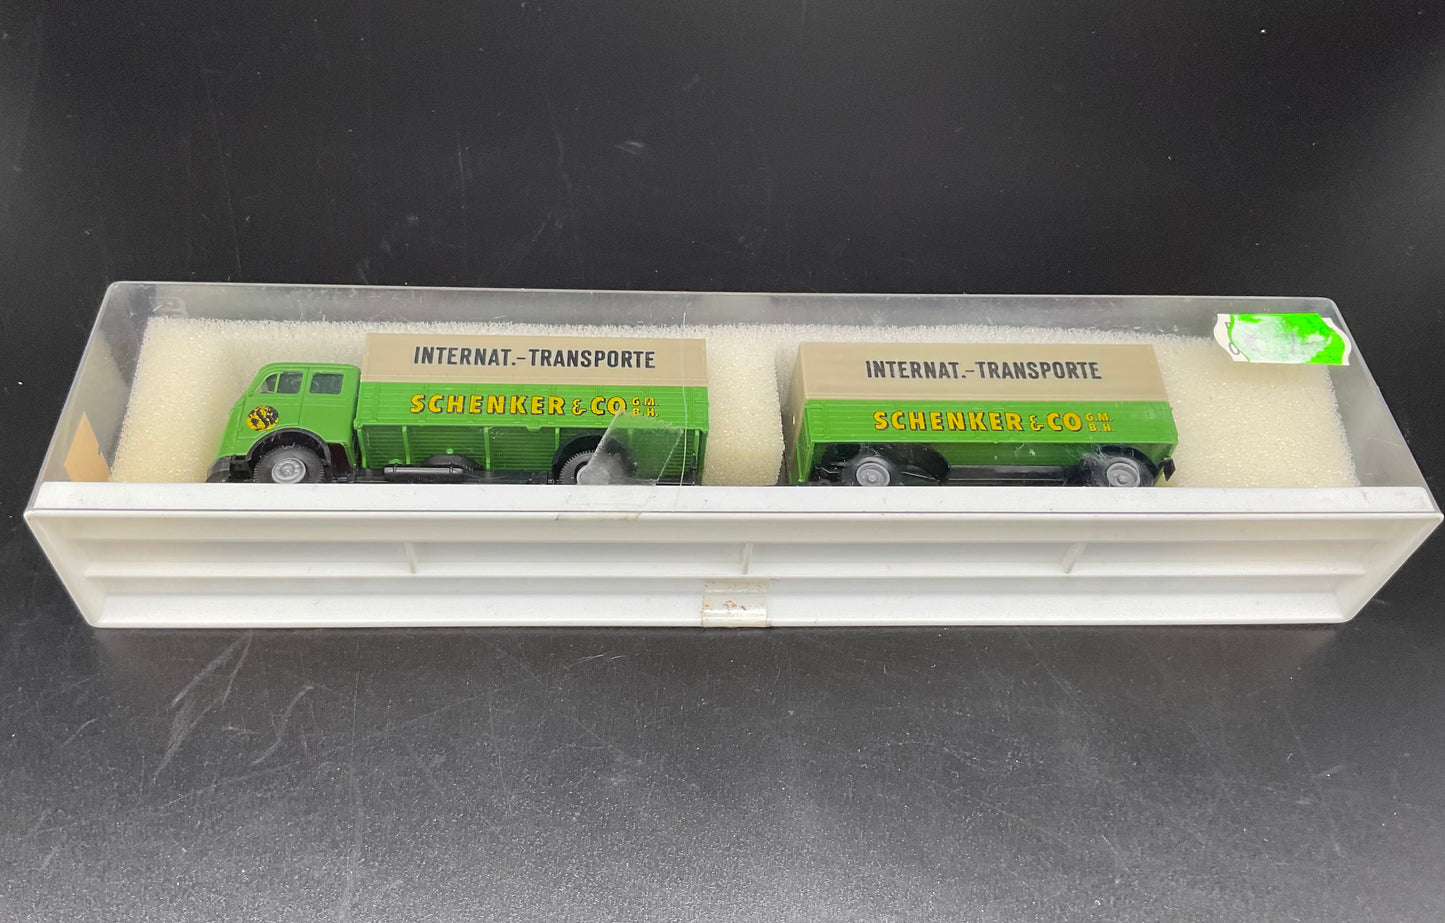 INTERNAT.-TRANSPORTE
SCHENKER & CO G.M.
B.H.
INTERNAT.-TRANSPORTE
SCHENKER & CO G.M.
B.H.